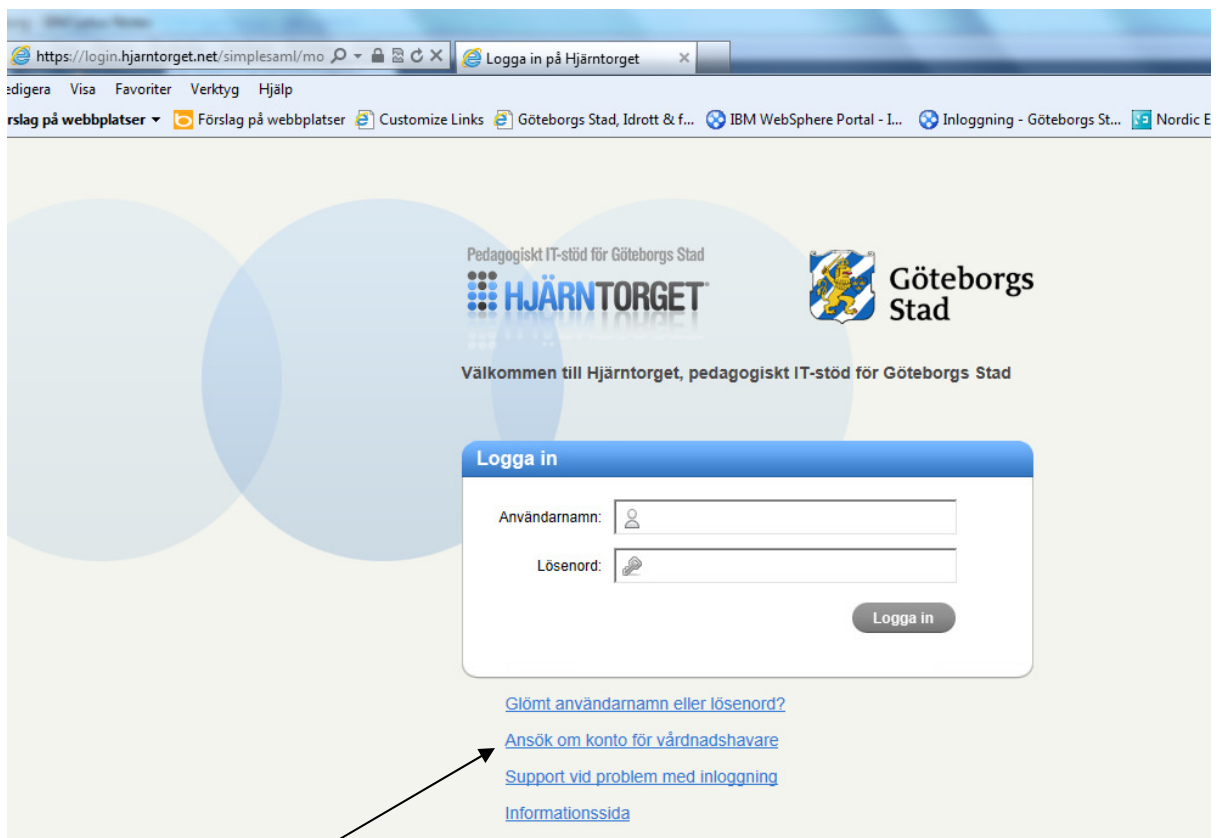 https://login.hjarntorget.net/simplesaml/mo
Logga in på Hjärntorget
edigera Visa Favoriter Verktyg Hjälp
rslag på webbplatser Förslag på webbplatser Customize Links Göteborgs Stad, Idrott & f... IBM WebSphere Portal - I... Inloggning - Göteborgs St... Nordic E
Pedagogiskt IT-stöd för Göteborgs Stad
HJÄRNTORGET
Göteborgs
Stad
Välkommen till Hjärntorget, pedagogiskt IT-stöd för Göteborgs Stad
Logga in
Användarnamn:
Lösenord:
Logga in
Glömt användarnamn eller lösenord?
Ansök om konto för vårdnadshavare
Support vid problem med inloggning
Informationssida